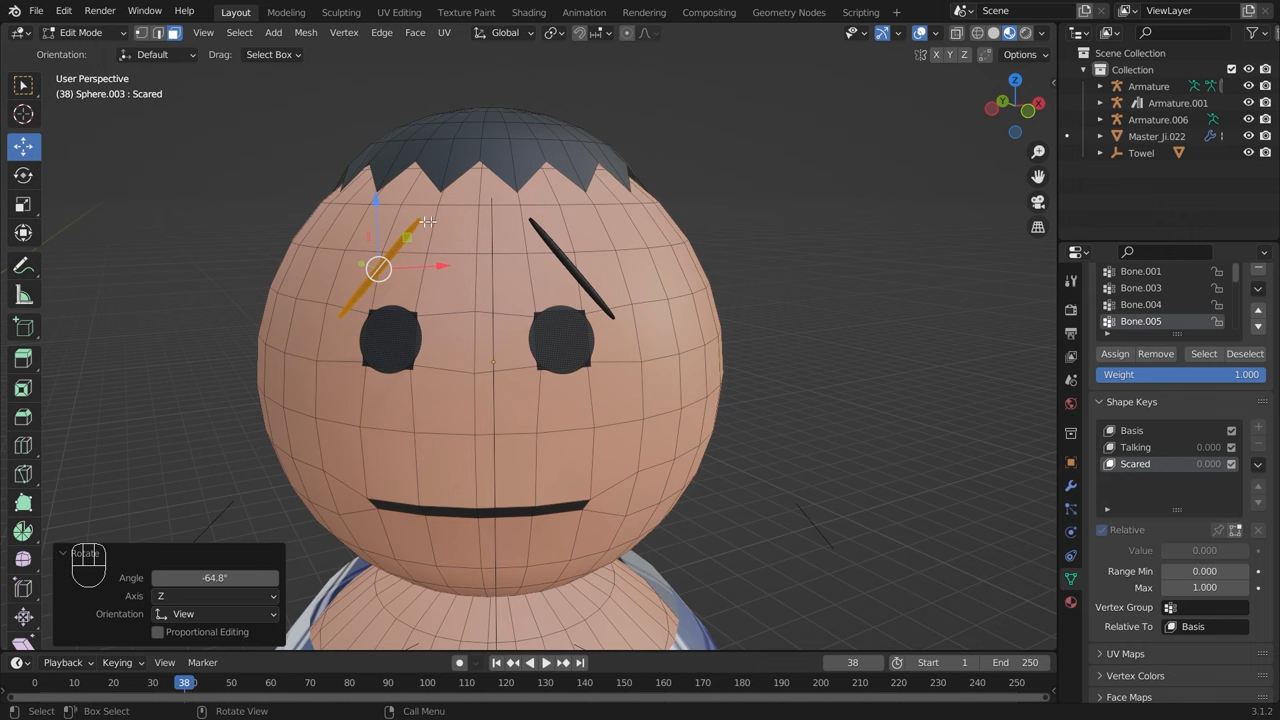 File Edit Render Window Help Layout Modeling Sculpting UV Editing Texture Paint Shading Animation Rendering Compositing Geometry Nodes Scripting + Scene ViewLayer
Edit Mode View Select Add Mesh Vertex Edge Face UV Global
Orientation: Default Drag: Select Box X Y Z Options
User Perspective
(38) Sphere.003 : Scared
Z
Y
X
Scene Collection
Collection
Armature
Armature.001
Armature.006
Master_Ji.022
Towel
Bone.001
Bone.003
Bone.004
Bone.005
Assign Remove Select Deselect
Weight 1.000
Shape Keys
Basis
Talking 0.000
Scared 0.000
Relative
Value 0.000
Range Min 0.000
Max 1.000
Vertex Group
Relative To Basis
UV Maps
Vertex Colors
Face Maps
Rotate
Angle -64.8°
Axis Z
Orientation View
Proportional Editing
Playback Keying View Marker 38 Start 1 End 250
0 10 20 30 38 50 60 70 80 90 100 110 120 130 140 150 160 170 180 190 200 210 220 230 240 250
Select Box Select Rotate View Call Menu 3.1.2